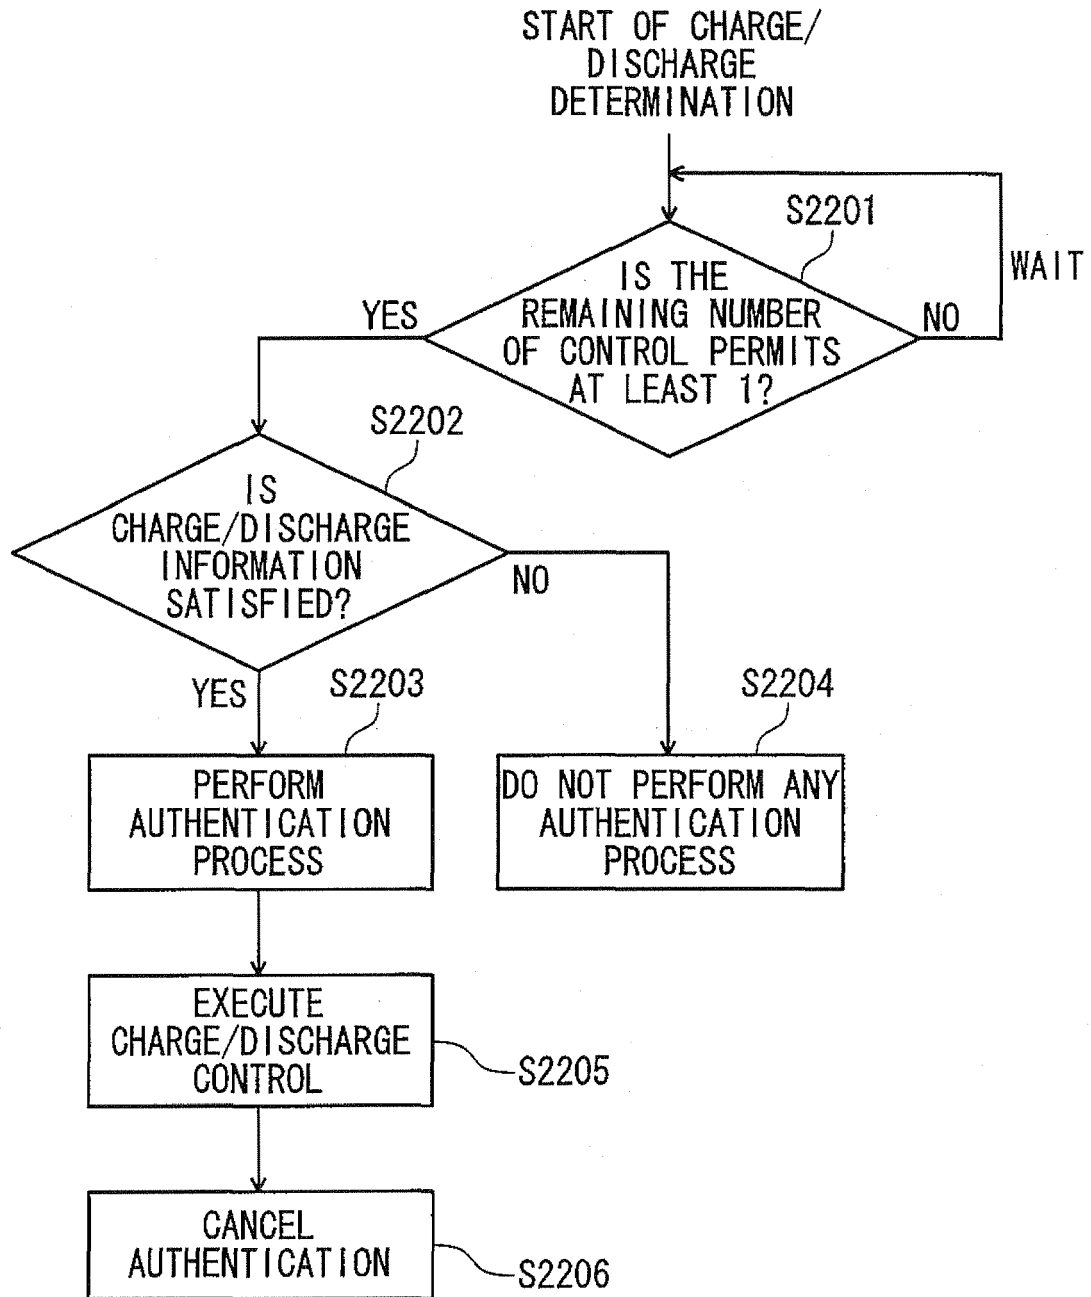 START OF CHARGE/
DISCHARGE
DETERMINATION
S2201
WAIT
IS THE
REMAINING NUMBER
OF CONTROL PERMITS
AT LEAST 1?
YES
NO
S2202
IS
CHARGE/DISCHARGE
INFORMATION
SATISFIED?
NO
YES
S2203
S2204
PERFORM
AUTHENTICATION
PROCESS
DO NOT PERFORM ANY
AUTHENTICATION
PROCESS
EXECUTE
CHARGE/DISCHARGE
CONTROL
S2205
CANCEL
AUTHENTICATION
S2206